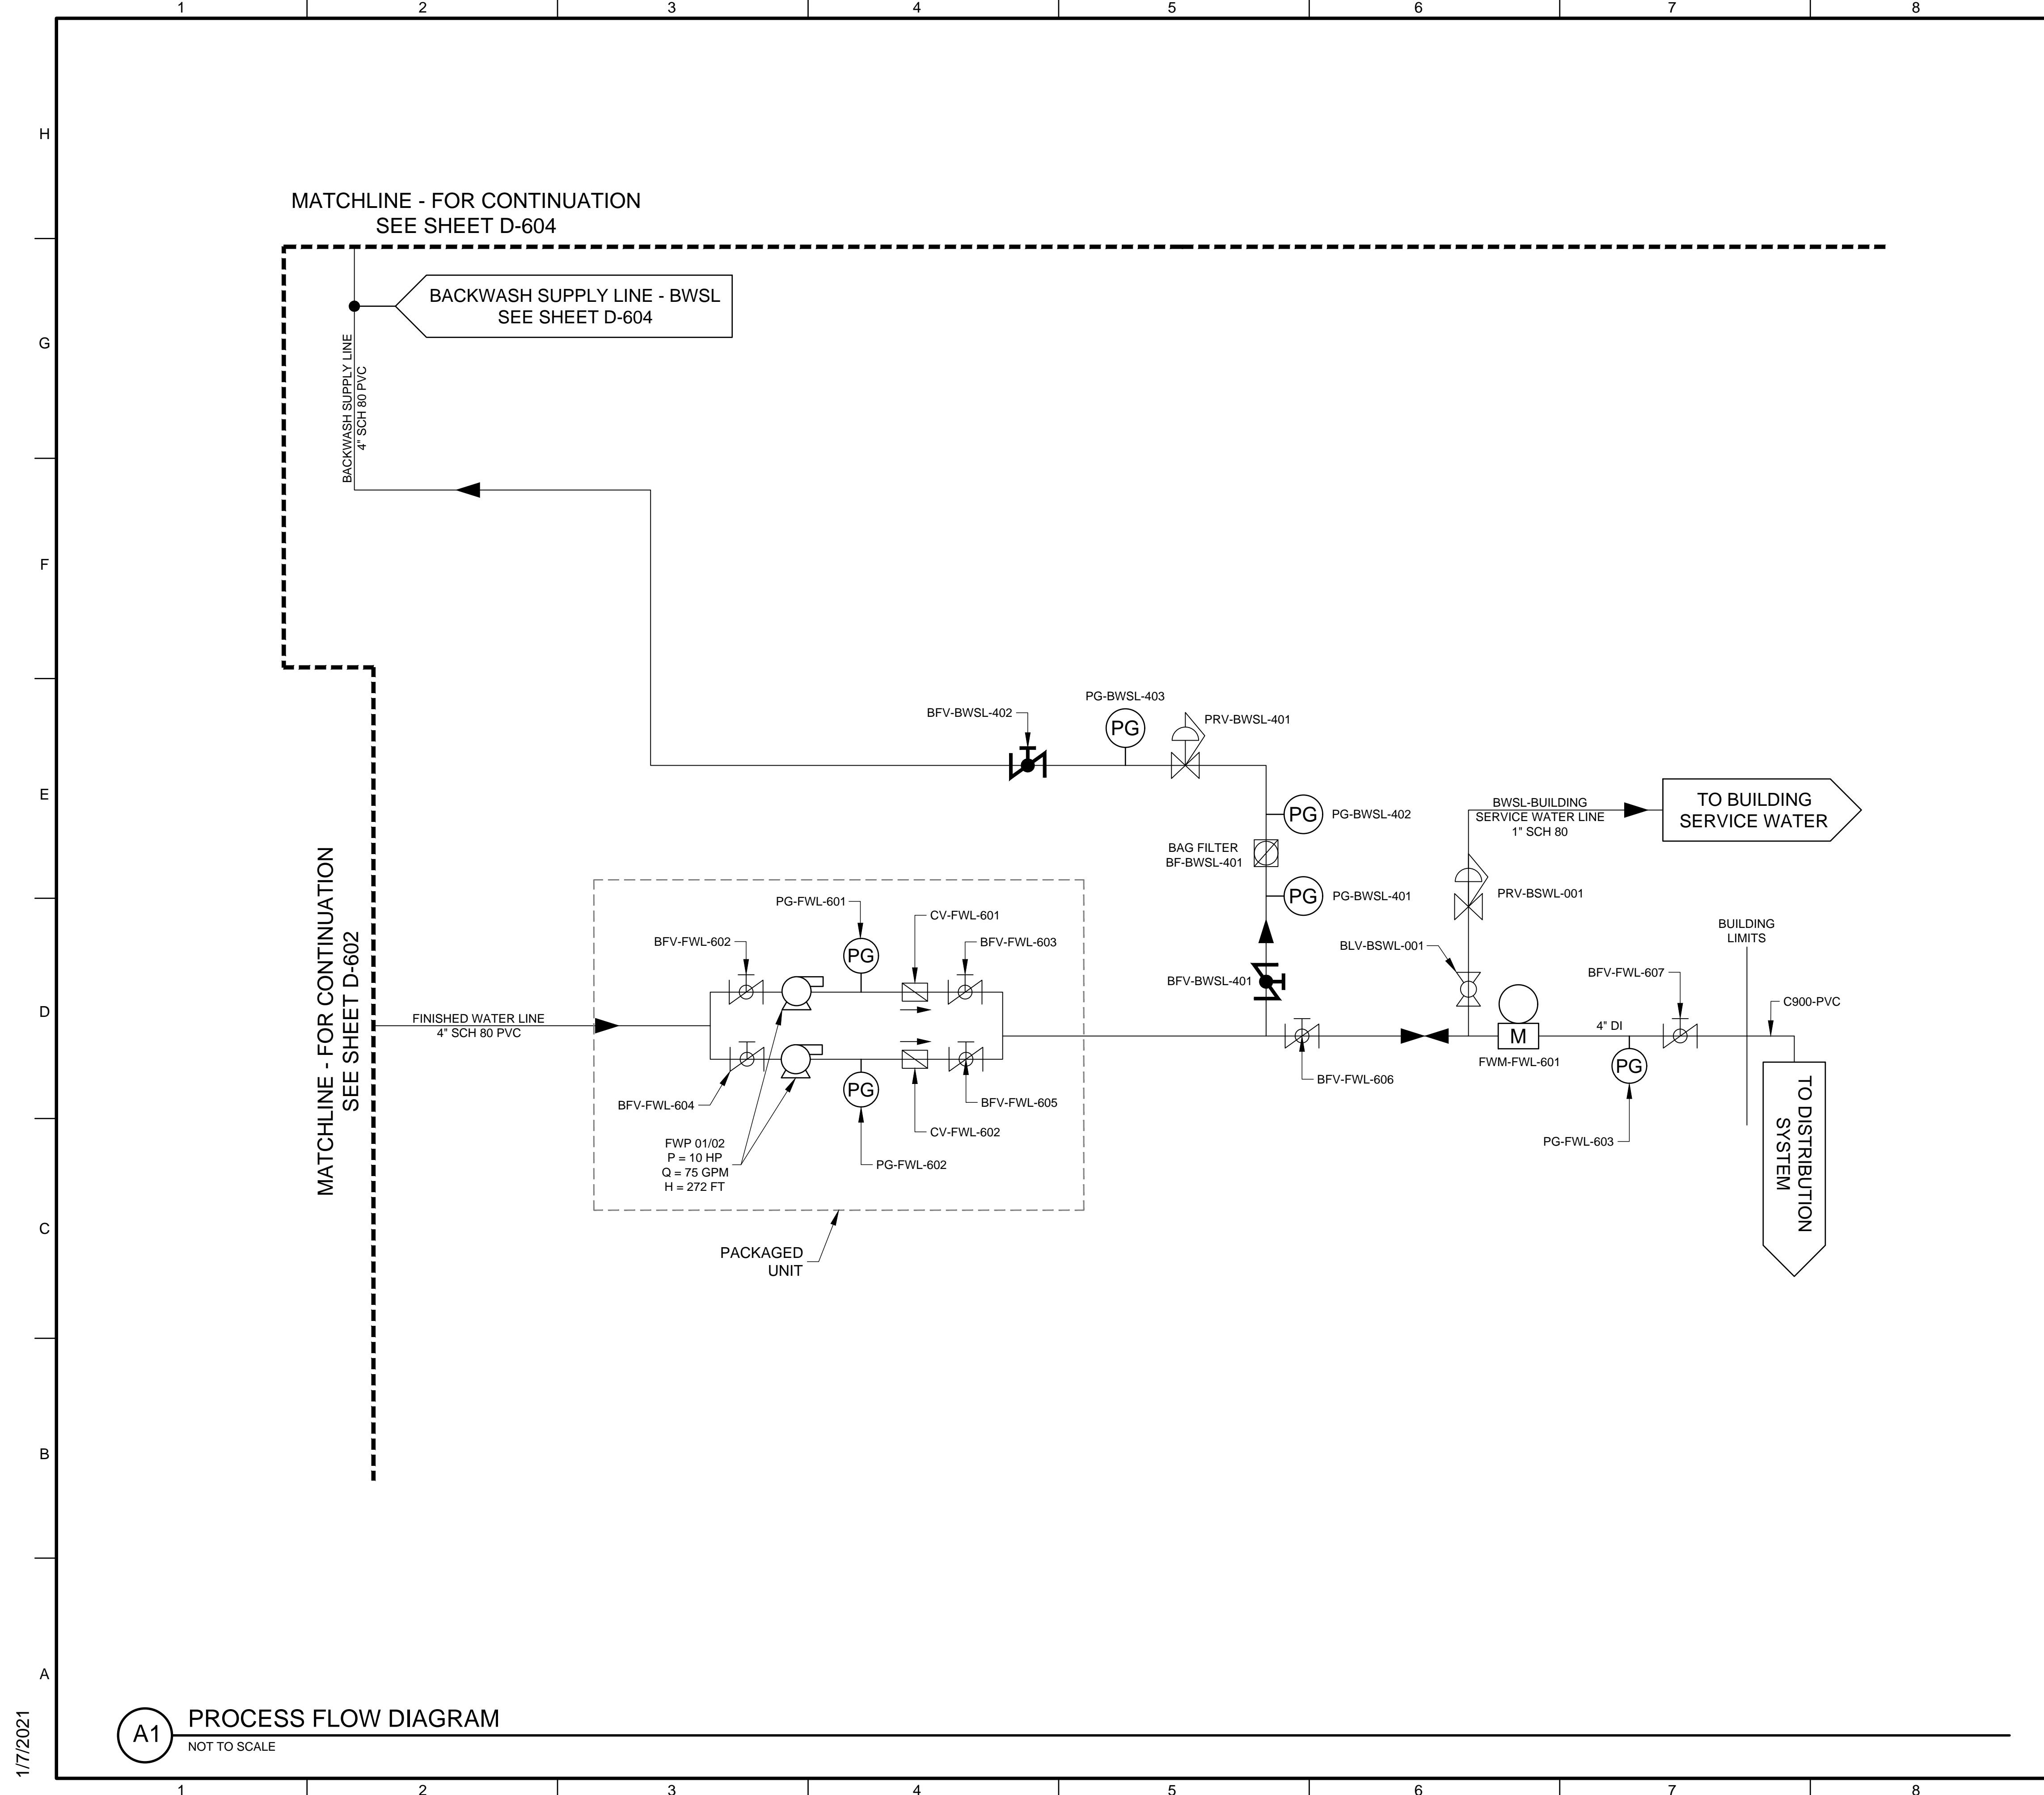 1 2 3 4 5 6 7 8
H
MATCHLINE - FOR CONTINUATION
SEE SHEET D-604
BACKWASH SUPPLY LINE - BWSL
SEE SHEET D-604
G
BACKWASH SUPPLY LINE
4" SCH 80 PVC
F
PG-BWSL-403
BFV-BWSL-402
PG
PRV-BWSL-401
E
PG
PG-BWSL-402
BWSL-BUILDING
SERVICE WATER LINE
1" SCH 80
TO BUILDING
SERVICE WATER
BAG FILTER
BF-BWSL-401
PG
PG-BWSL-401
PRV-BSWL-001
MATCHLINE - FOR CONTINUATION
SEE SHEET D-602
PG-FWL-601
CV-FWL-601
BFV-FWL-602
PG
BFV-FWL-603
BLV-BSWL-001
BUILDING
LIMITS
BFV-BWSL-401
BFV-FWL-607
C900-PVC
D
FINISHED WATER LINE
4" SCH 80 PVC
4" DI
M
FWM-FWL-601
PG
BFV-FWL-606
PG
BFV-FWL-604
BFV-FWL-605
CV-FWL-602
PG-FWL-603
FWP 01/02
P = 10 HP
Q = 75 GPM
H = 272 FT
PG-FWL-602
TO DISTRIBUTION
SYSTEM
C
PACKAGED
UNIT
B
A
A1
PROCESS FLOW DIAGRAM
NOT TO SCALE
1/7/2021
1 2 3 4 5 6 7 8